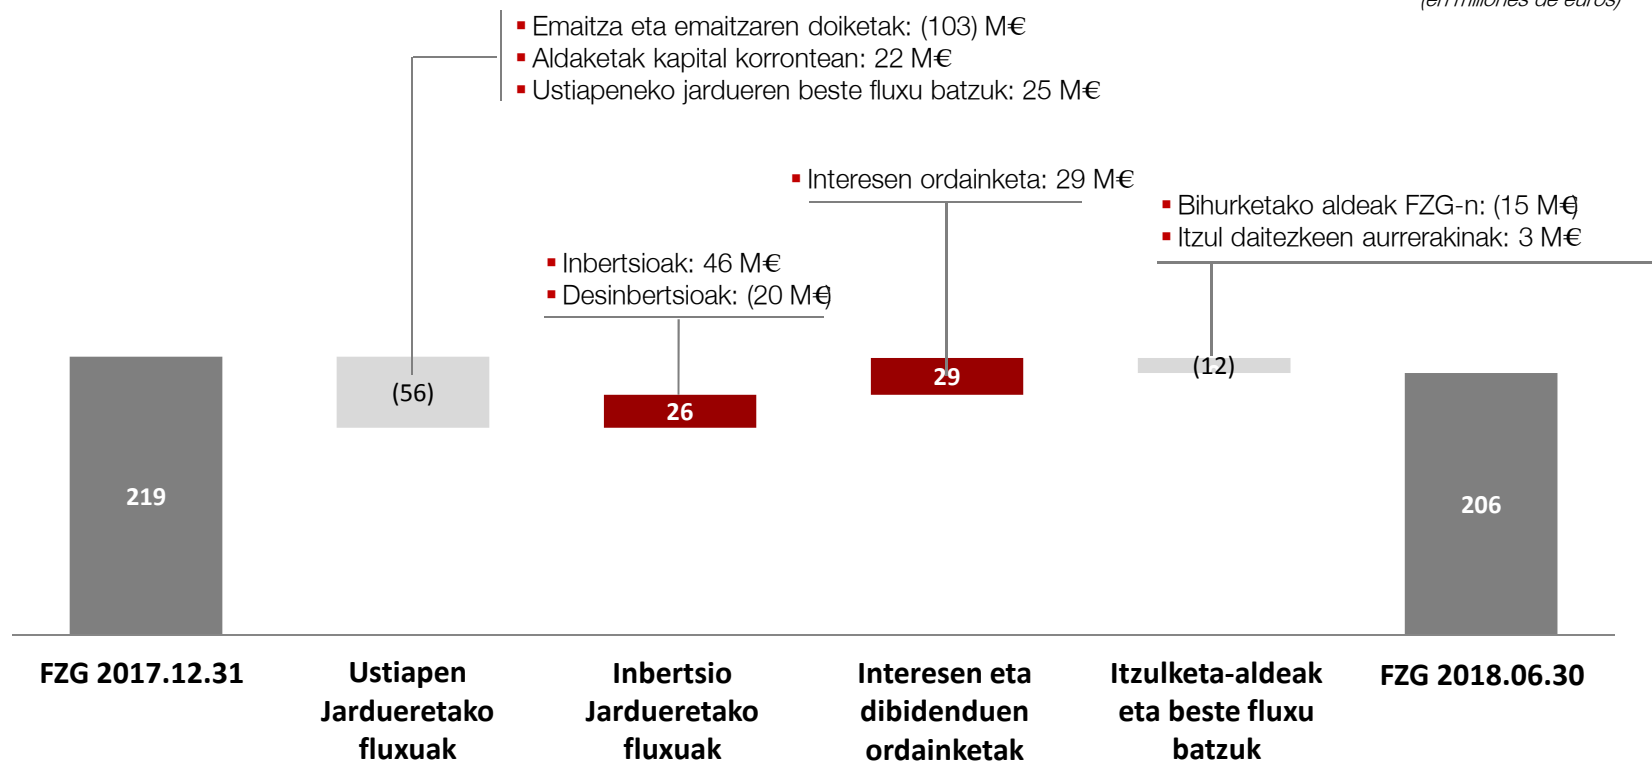 (en millones de euros)
▪ Emaitza eta emaitzaren doiketak: (103) M€
▪ Aldaketak kapital korrontean: 22 M€
▪ Ustiapeneko jardueren beste fluxu batzuk: 25 M€
▪ Interesen ordainketa: 29 M€
▪ Bihurketako aldeak FZG-n: (15 M€)
▪ Itzul daitezkeen aurrerakinak: 3 M€
▪ Inbertsioak: 46 M€
▪ Desinbertsioak: (20 M€)
219
(56)
26
29
(12)
206
FZG 2017.12.31
Ustiapen
Jardueretako
fluxuak
Inbertsio
Jardueretako
fluxuak
Interesen eta
dibidenduen
ordainketak
Itzulketa-aldeak
eta beste fluxu
batzuk
FZG 2018.06.30